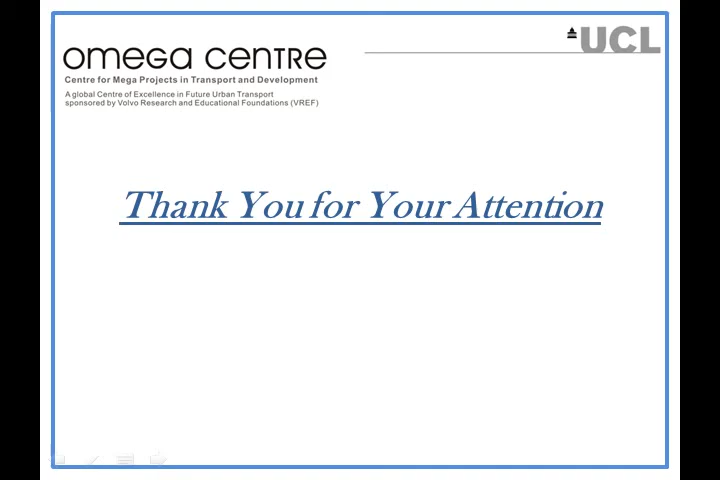 UCL
omega centre
Centre for Mega Projects in Transport and Development
A global Centre of Excellence in Future Urban Transport
sponsored by Volvo Research and Educational Foundations (VREF)
Thank You for Your Attention